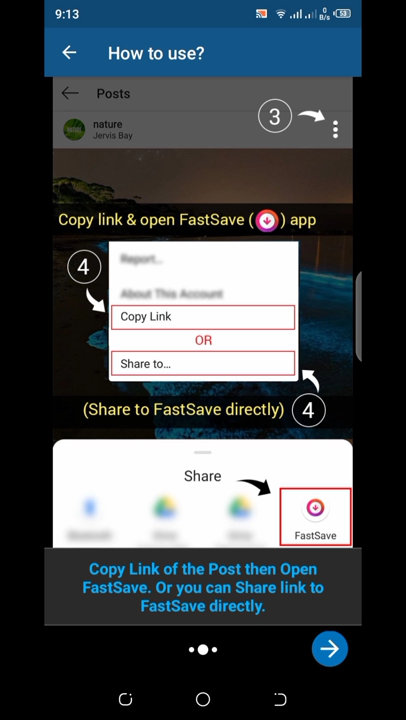 9:13
0
B/s
53
How to use?
Posts
nature
Jervis Bay
3
Copy link & open FastSave ( ) app
4
Report...
About This Account
Copy Link
OR
Share to...
(Share to FastSave directly)
4
Share
FastSave
Copy Link of the Post then Open
FastSave. Or you can Share link to
FastSave directly.